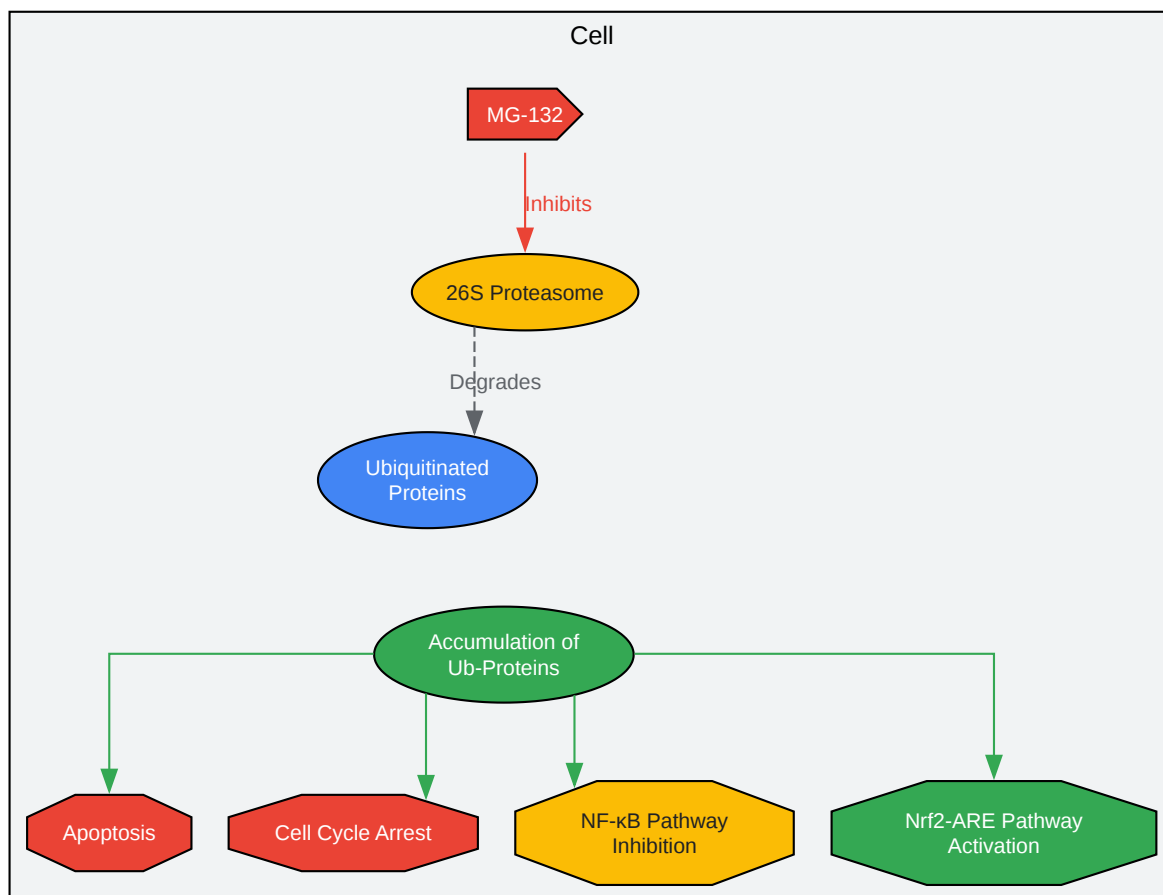 Cell
MG-132
Inhibits
26S Proteasome
Degrades
Ubiquitinated
Proteins
Accumulation of
Ub-Proteins
Apoptosis
Cell Cycle Arrest
NF-κB Pathway
Inhibition
Nrf2-ARE Pathway
Activation